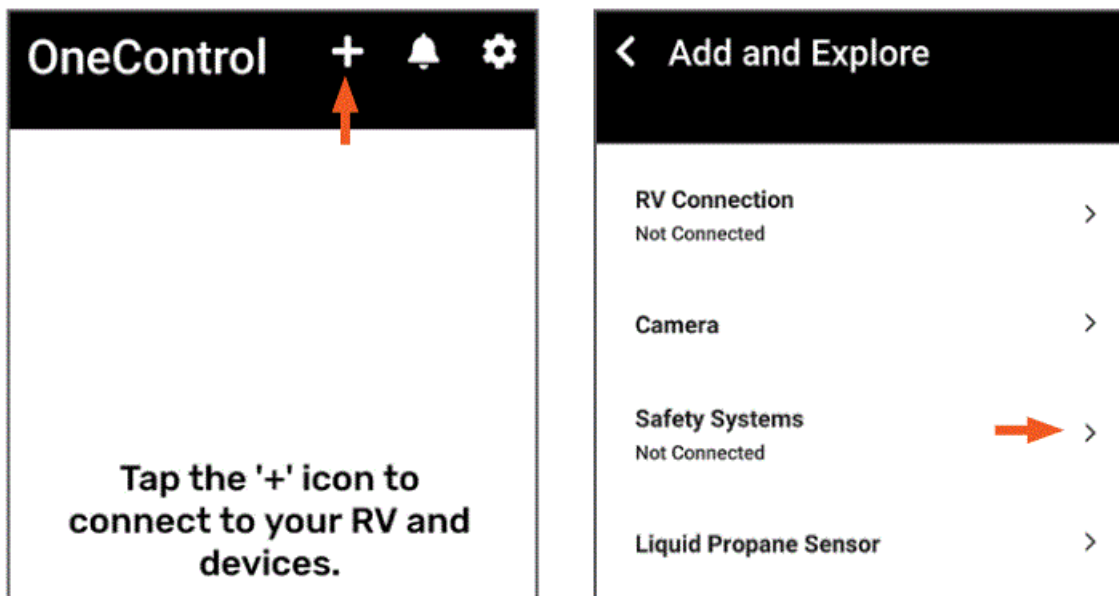 OneControl
Tap the '+' icon to
connect to your RV and
devices.
Add and Explore
RV Connection
Not Connected
Camera
Safety Systems
Not Connected
Liquid Propane Sensor